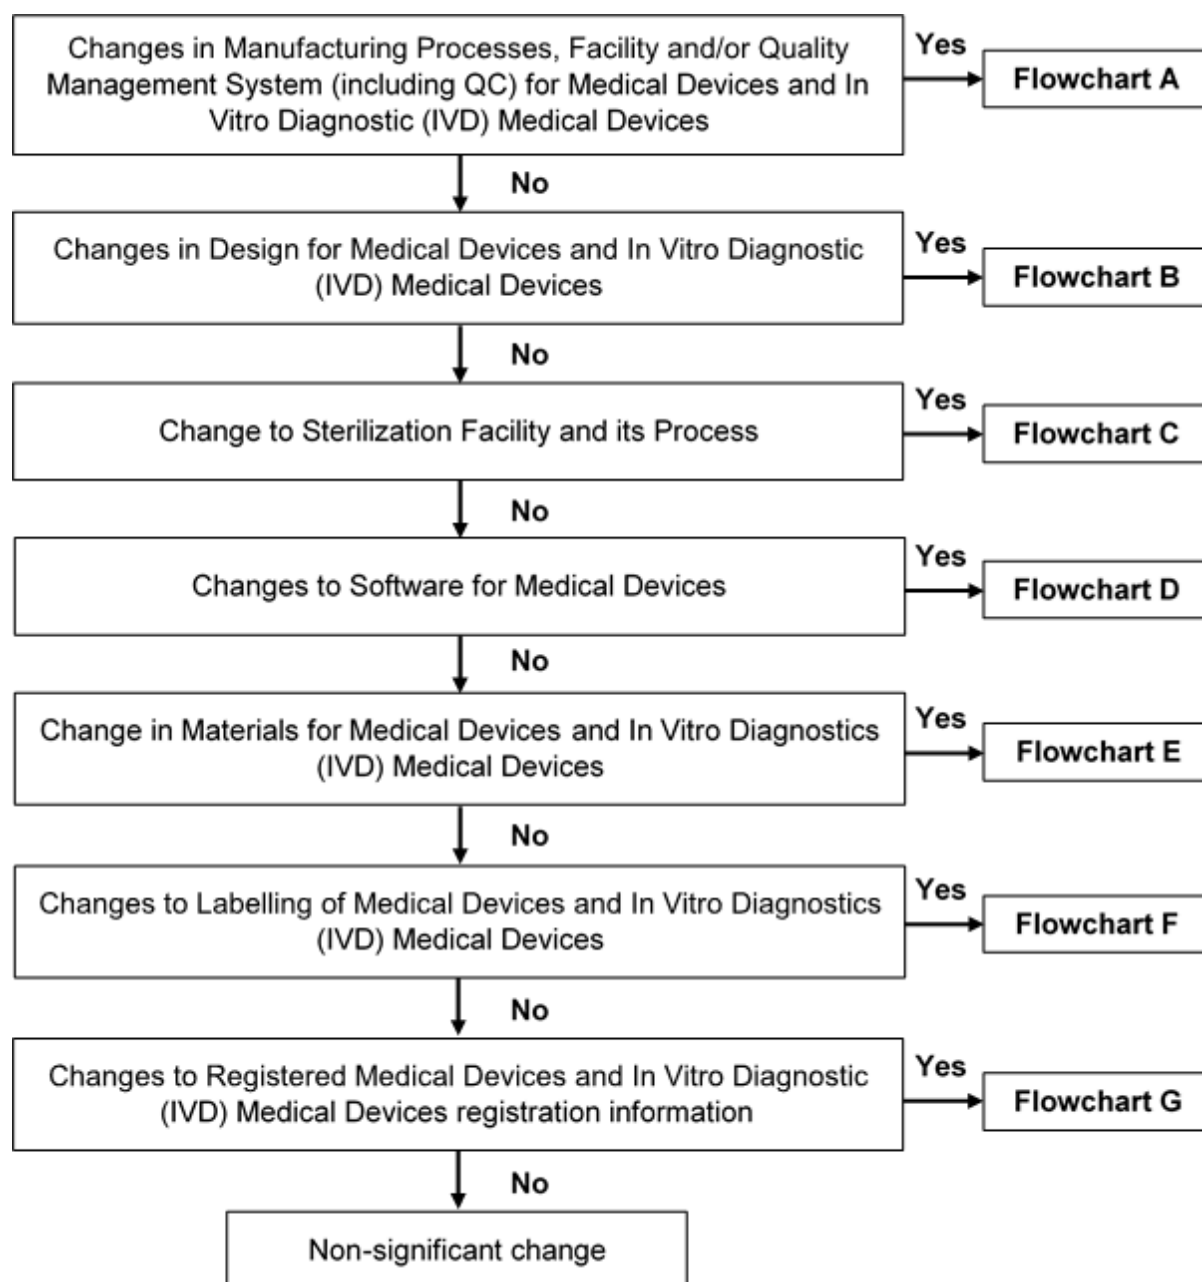 Changes in Manufacturing Processes, Facility and/or Quality
Management System (including QC) for Medical Devices and In
Vitro Diagnostic (IVD) Medical Devices
Yes
Flowchart A
No
Changes in Design for Medical Devices and In Vitro Diagnostic
(IVD) Medical Devices
Yes
Flowchart B
No
Change to Sterilization Facility and its Process
Yes
Flowchart C
No
Changes to Software for Medical Devices
Yes
Flowchart D
No
Change in Materials for Medical Devices and In Vitro Diagnostics
(IVD) Medical Devices
Yes
Flowchart E
No
Changes to Labelling of Medical Devices and In Vitro Diagnostics
(IVD) Medical Devices
Yes
Flowchart F
No
Changes to Registered Medical Devices and In Vitro Diagnostic
(IVD) Medical Devices registration information
Yes
Flowchart G
No
Non-significant change